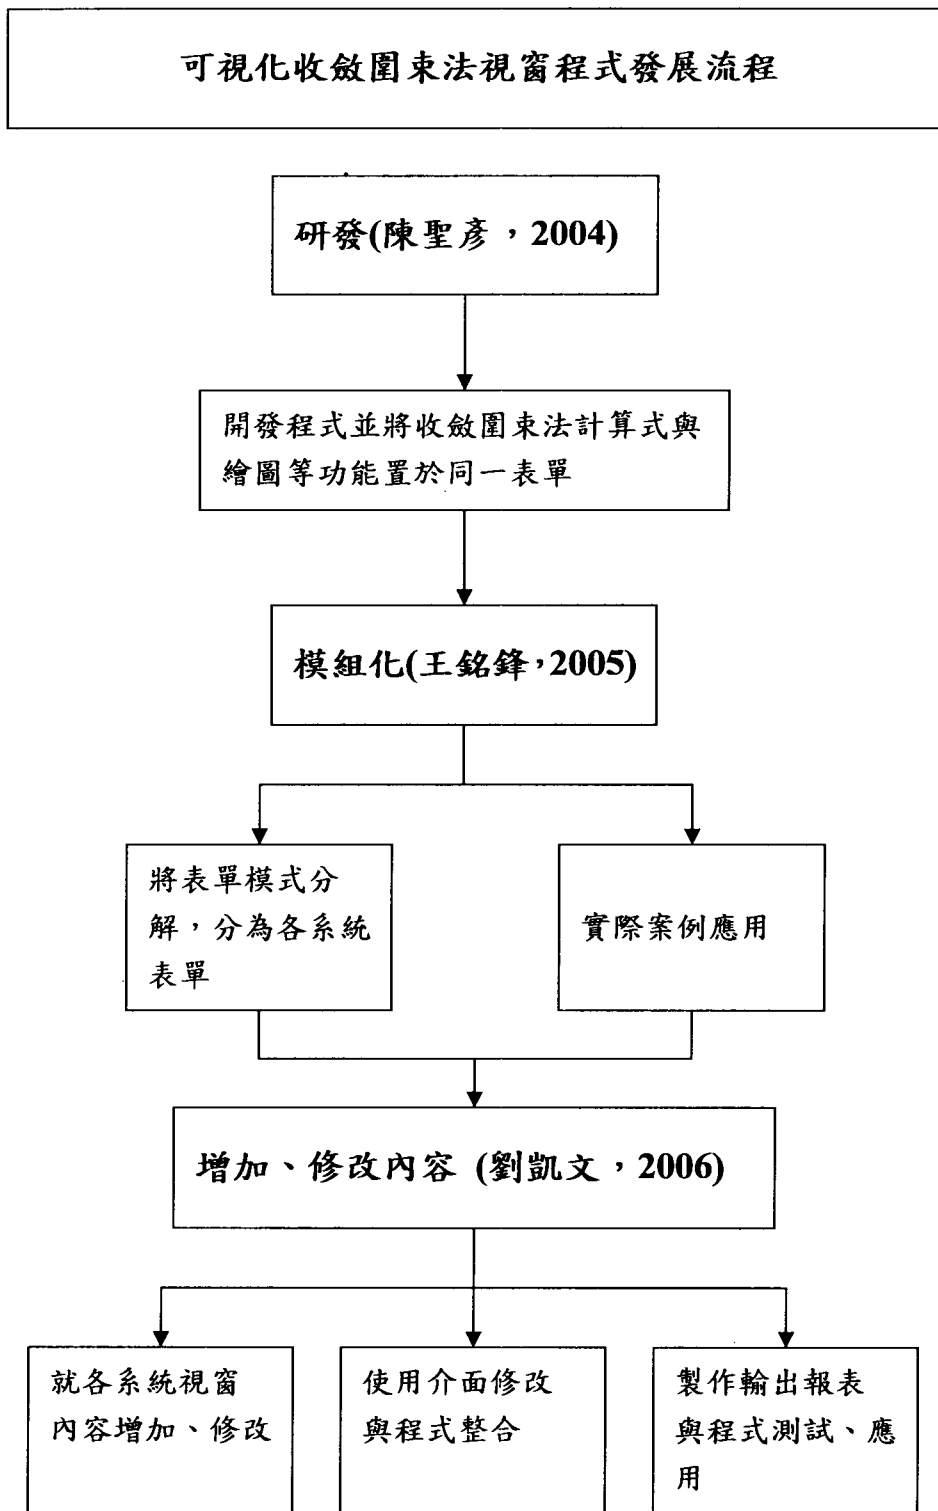 可視化收斂圍束法視窗程式發展流程
研發(陳聖彥，2004)
開發程式並將收斂圍束法計算式與
繪圖等功能置於同一表單
模組化(王銘鋒，2005)
將表單模式分
解，分為各系統
表單
實際案例應用
增加、修改內容 (劉凱文，2006)
就各系統視窗
內容增加、修改
使用介面修改
與程式整合
製作輸出報表
與程式測試、應
用